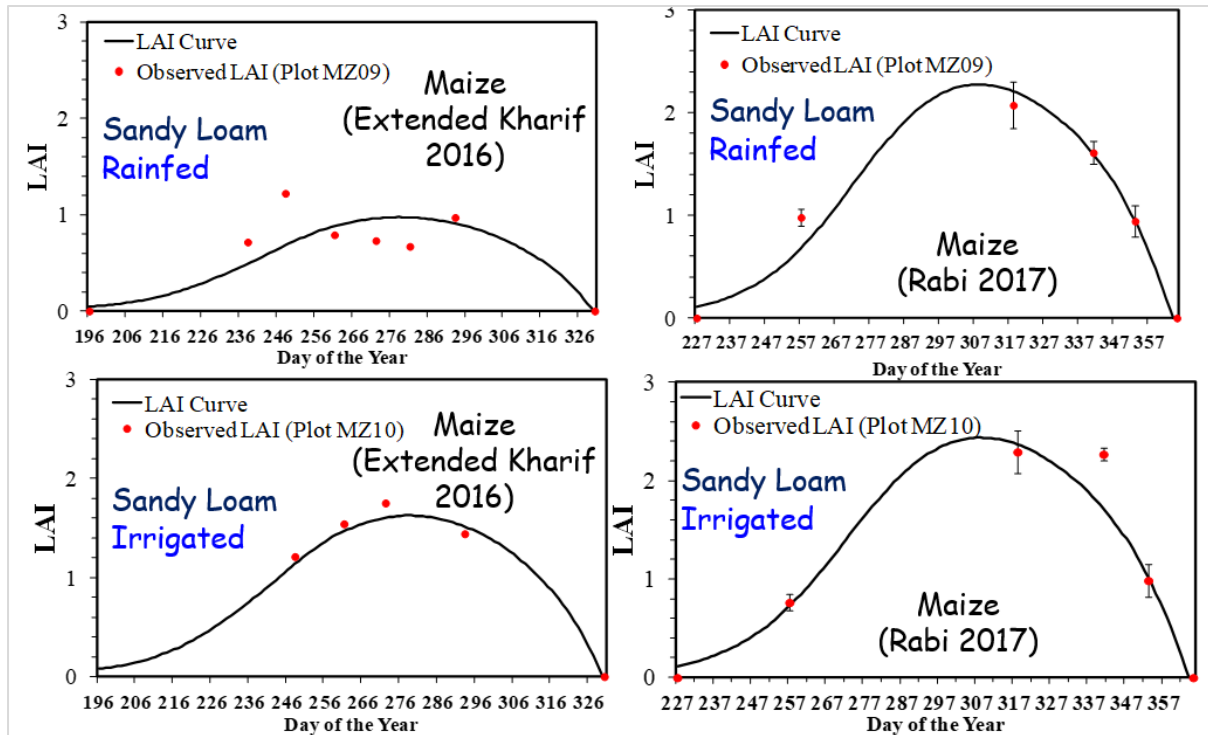 3
LAI Curve
Observed LAI (Plot MZ09)
Maize
(Extended Kharif
2016)
Sandy Loam
Rainfed
2
1
0
LAI
196 206 216 226 236 246 256 266 276 286 296 306 316 326
Day of the Year
3
LAI Curve
Observed LAI (Plot MZ09)
Sandy Loam
Rainfed
2
1
0
LAI
Maize
(Rabi 2017)
227 237 247 257 267 277 287 297 307 317 327 337 347 357
Day of the Year
3
LAI Curve
Observed LAI (Plot MZ10)
Maize
(Extended Kharif
2016)
Sandy Loam
Irrigated
2
1
0
LAI
196 206 216 226 236 246 256 266 276 286 296 306 316 326
Day of the Year
3
LAI Curve
Observed LAI (Plot MZ10)
Sandy Loam
Irrigated
2
1
0
LAI
Maize
(Rabi 2017)
227 237 247 257 267 277 287 297 307 317 327 337 347 357
Day of the Year